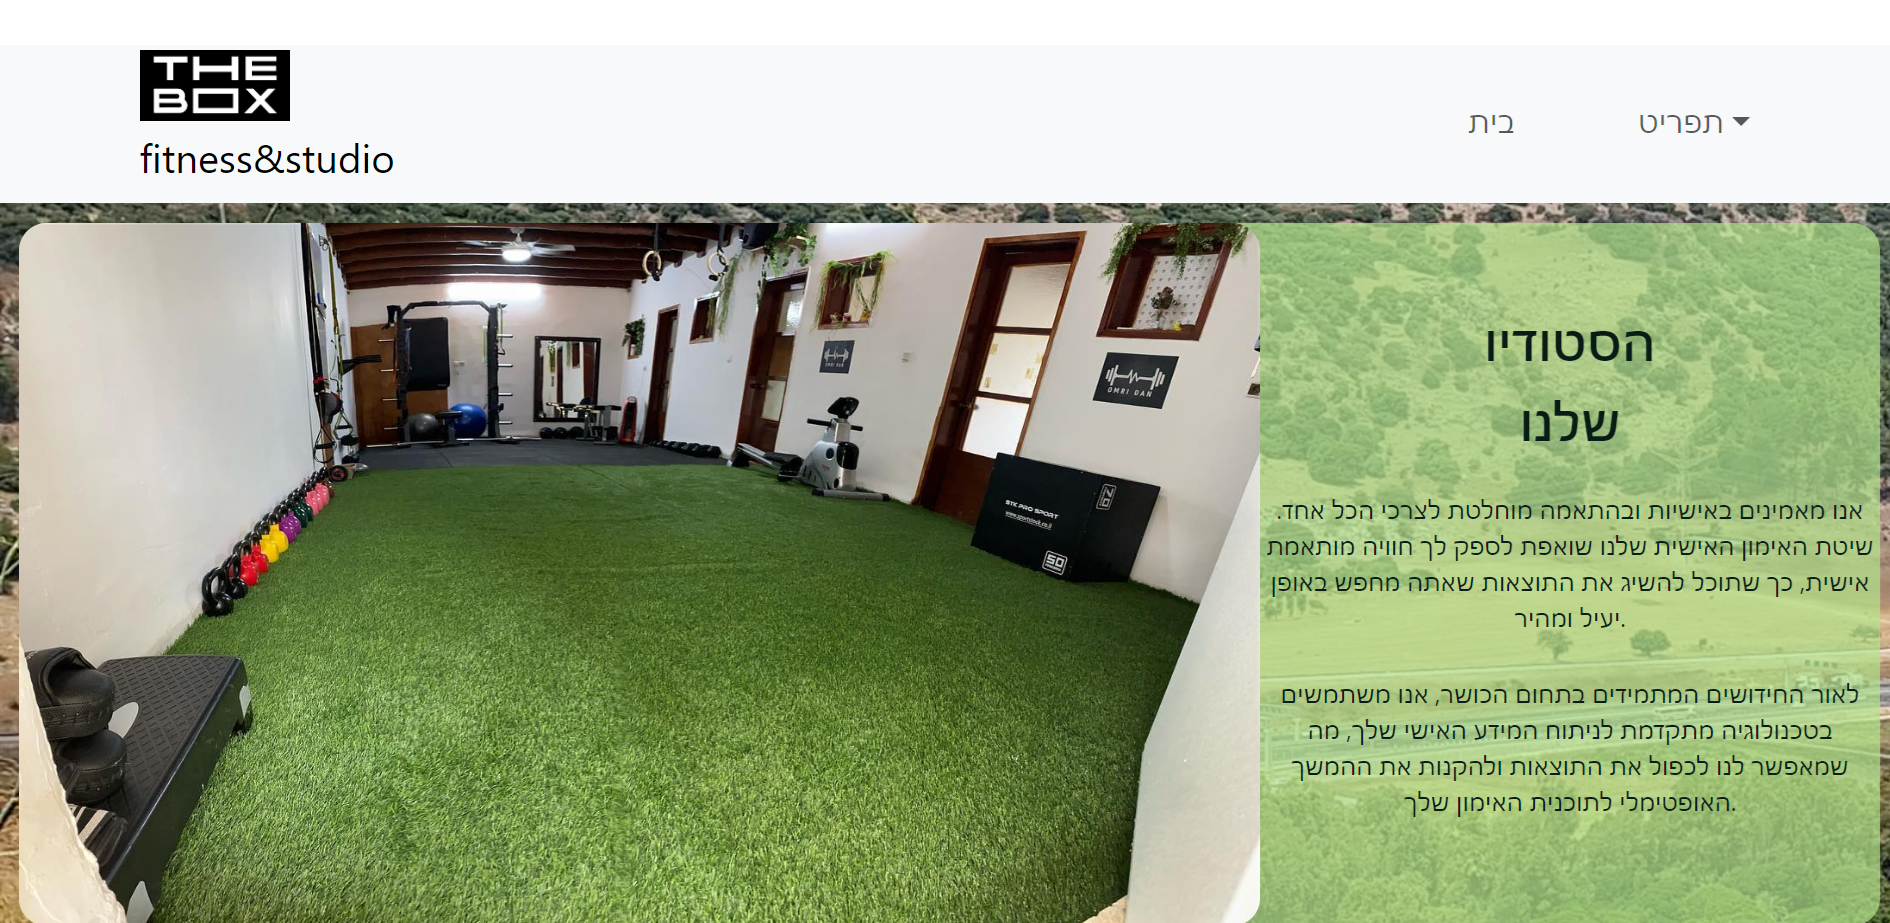 THE
BOX
fitness&studio
תפריט
בית
הסטודיו
שלנו
אנו מאמינים באישיות ובהתאמה מוחלטת לצרכי הכל אחד.
שיטת האימון האישית שלנו שואפת לספק לך חוויה מותאמת
אישית, כך שתוכל להשיג את התוצאות שאתה מחפש באופן
יעיל ומהיר.
לאור החידושים המתמידים בתחום הכושר, אנו משתמשים
בטכנולוגיה מתקדמת לניתוח המידע האישי שלך, מה
שמאפשר לנו לכפול את התוצאות ולהקנות את ההמשך
האופטימלי לתוכנית האימון שלך.
OMRI DAN
OMRI DAN
STK PRO SPORT
50